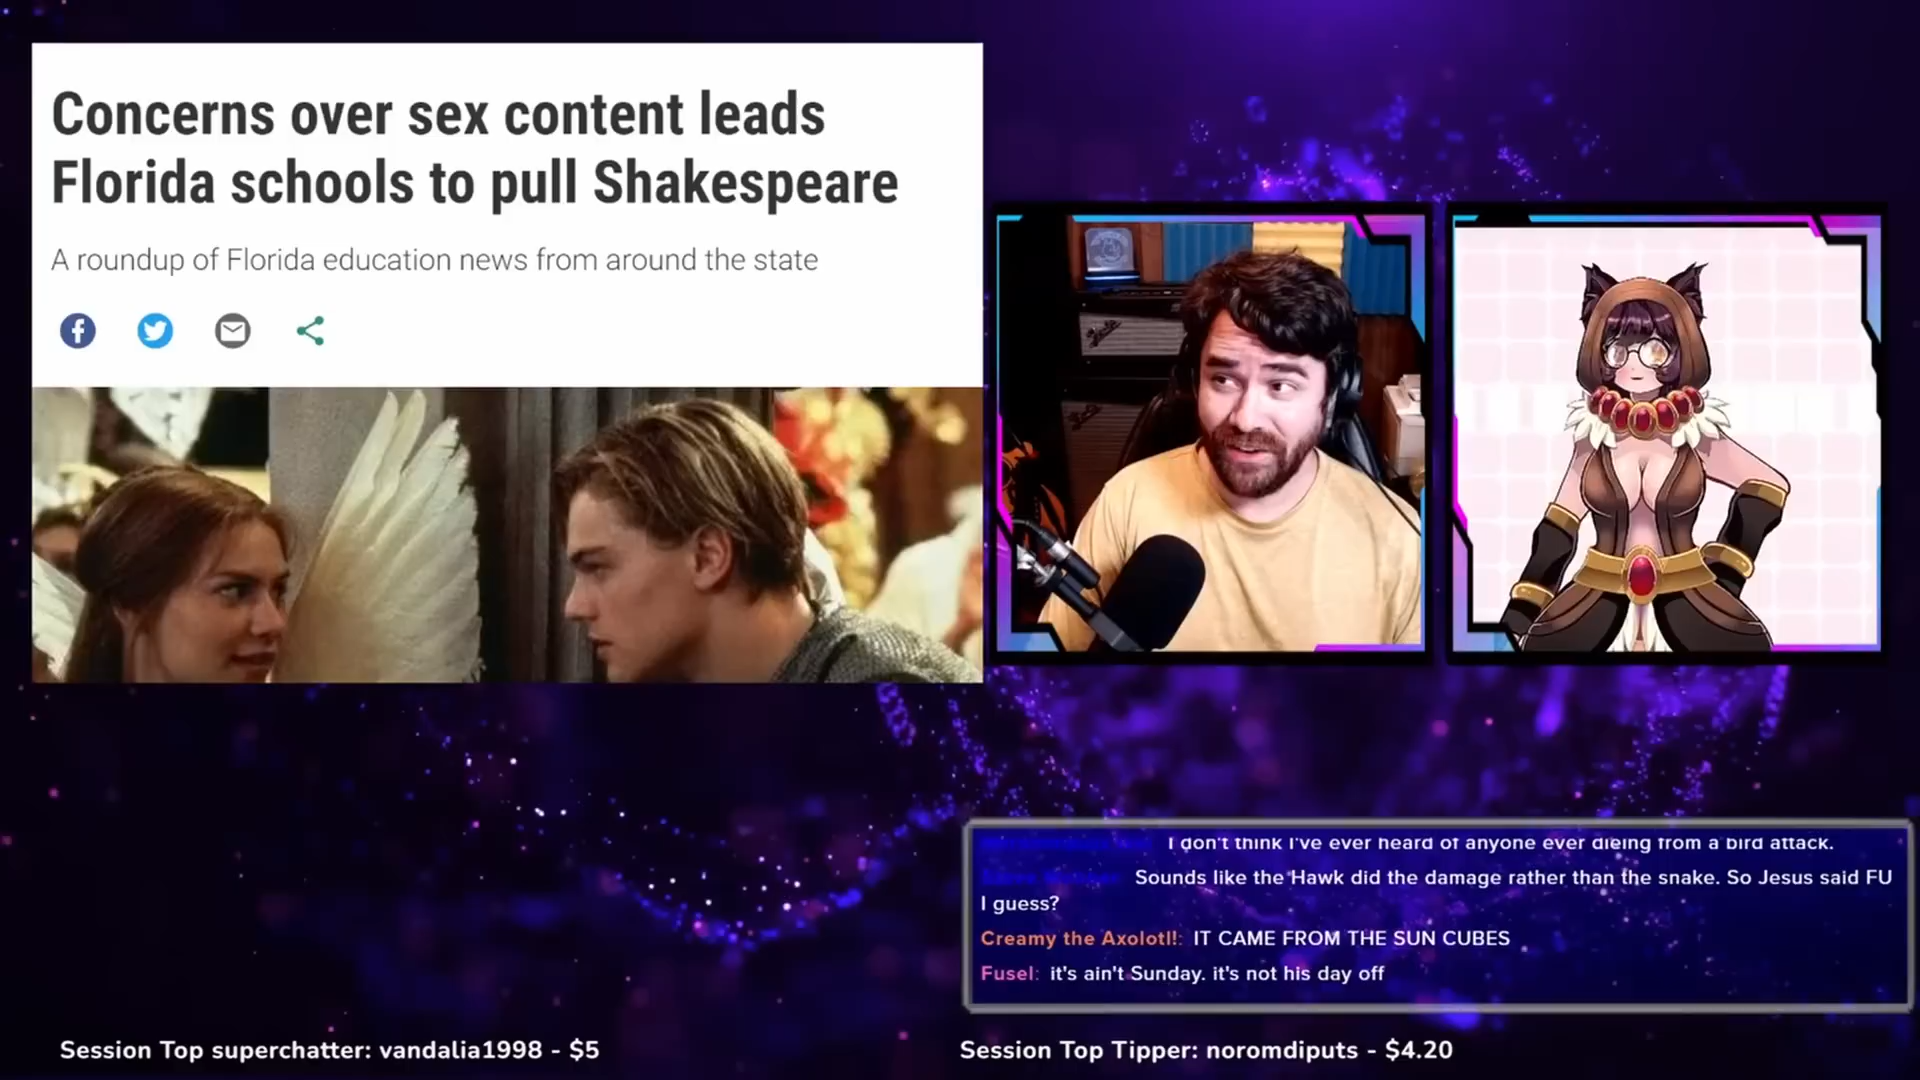 Concerns over sex content leads
Florida schools to pull Shakespeare
A roundup of Florida education news from around the state
I don't think I've ever heard of anyone ever dieing from a bird attack.
Sounds like the Hawk did the damage rather than the snake. So Jesus said FU
I guess?
Creamy the Axolotl!: IT CAME FROM THE SUN CUBES
Fusel: it's ain't Sunday. it's not his day off
Session Top superchatter: vandalia1998 - $5
Session Top Tipper: noromdiputs - $4.20